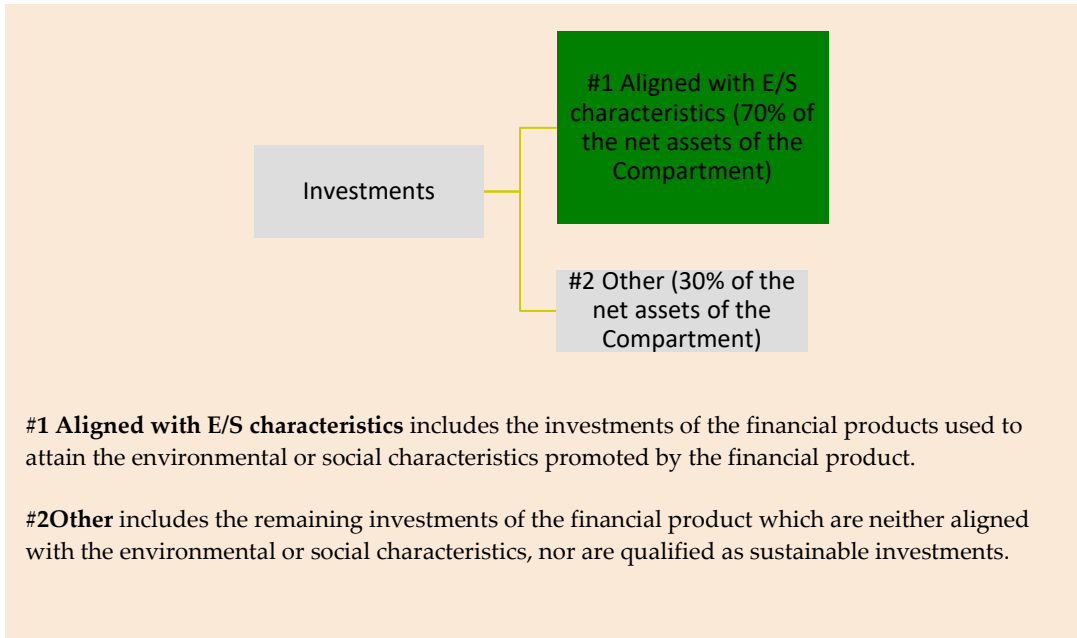 #1 Aligned with E/S
characteristics (70% of
the net assets of the
Compartment)
Investments
#2 Other (30% of the
net assets of the
Compartment)
#1 Aligned with E/S characteristics includes the investments of the financial products used to
attain the environmental or social characteristics promoted by the financial product.
#2Other includes the remaining investments of the financial product which are neither aligned
with the environmental or social characteristics, nor are qualified as sustainable investments.